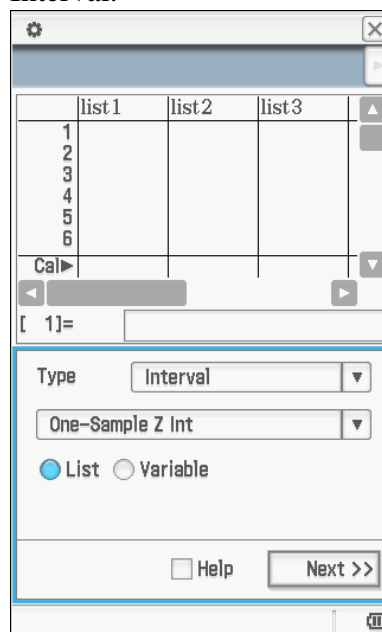 list1 list2 list3
1
2
3
4
5
6
Cal▶
[ 1]=
Type Interval
One-Sample Z Int
List Variable
Help Next >>